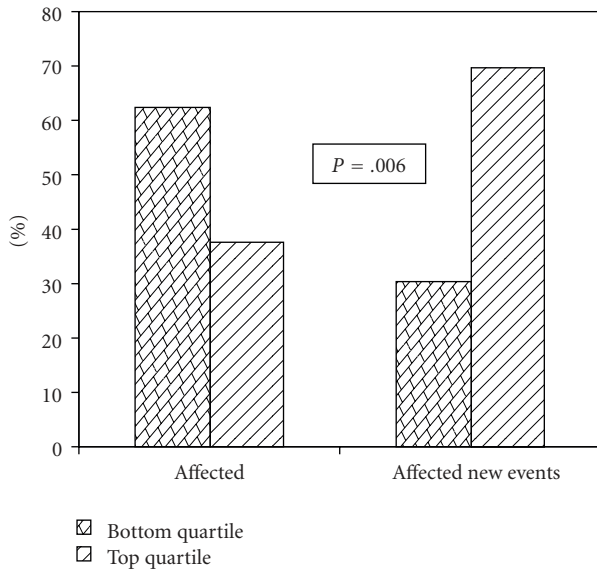 80
70
60
50
40
30
20
10
0
(%)
P = .006
Affected
Affected new events
Bottom quartile
Top quartile